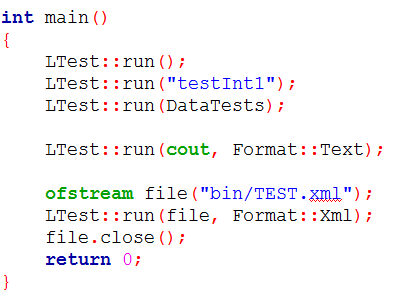 int main()
{
    LTest::run();
    LTest::run("testInt1");
    LTest::run(DataTests);

    LTest::run(cout, Format::Text);

    ofstream file("bin/TEST.xml");
    LTest::run(file, Format::Xml);
    file.close();
    return 0;
}